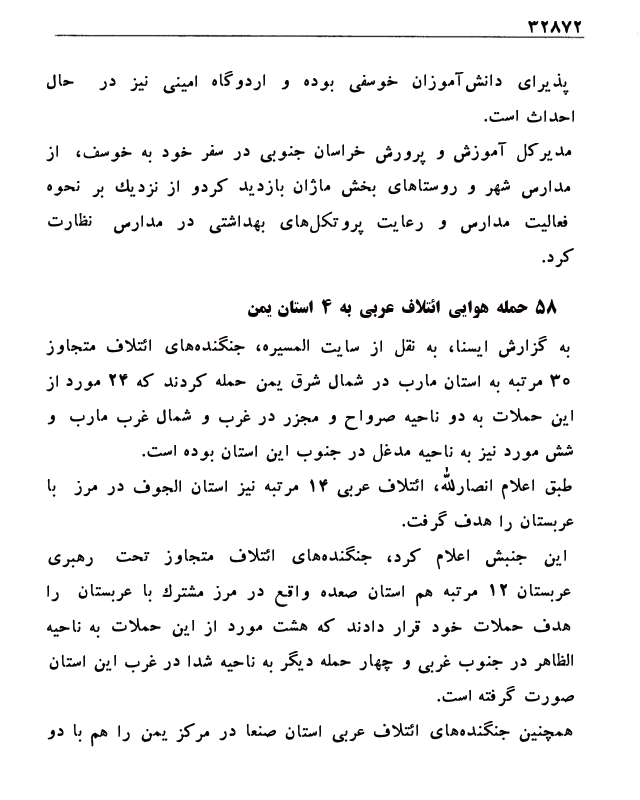 ۳۲۸۷۲
پذیرای دانش‌آموزان خوسفی بوده و اردوگاه امینی نیز در حال
احداث است.
مدیرکل آموزش و پرورش خراسان جنوبی در سفر خود به خوسف، از
مدارس شهر و روستاهای بخش ماژان بازدید کردو از نزدیك بر نحوه
فعالیت مدارس و رعایت پروتکل‌های بهداشتی در مدارس نظارت
کرد.
۵۸ حمله هوایی ائتلاف عربی به ۴ استان یمن
به گزارش ایسنا، به نقل از سایت المسیره، جنگنده‌های ائتلاف متجاوز
۳۰ مرتبه به استان مارب در شمال شرق یمن حمله کردند که ۲۴ مورد از
این حملات به دو ناحیه صرواح و مجزر در غرب و شمال غرب مارب و
شش مورد نیز به ناحیه مدغل در جنوب این استان بوده است.
طبق اعلام انصارالله، ائتلاف عربی ۱۴ مرتبه نیز استان الجوف در مرز با
عربستان را هدف گرفت.
این جنبش اعلام کرد، جنگنده‌های ائتلاف متجاوز تحت رهبری
عربستان ۱۲ مرتبه هم استان صعده واقع در مرز مشترك با عربستان را
هدف حملات خود قرار دادند که هشت مورد از این حملات به ناحیه
الظاهر در جنوب غربی و چهار حمله دیگر به ناحیه شدا در غرب این استان
صورت گرفته است.
همچنین جنگنده‌های ائتلاف عربی استان صنعا در مرکز یمن را هم با دو